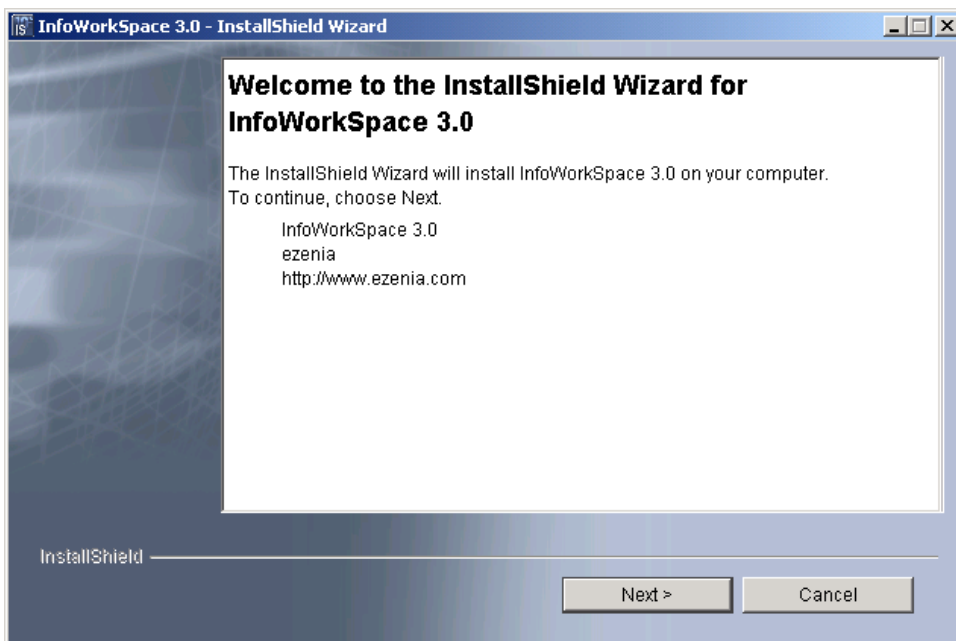 InfoWorkSpace 3.0 - InstallShield Wizard
Welcome to the InstallShield Wizard for
InfoWorkSpace 3.0
The InstallShield Wizard will install InfoWorkSpace 3.0 on your computer.
To continue, choose Next.
InfoWorkSpace 3.0
ezenia
http://www.ezenia.com
InstallShield
Next >
Cancel